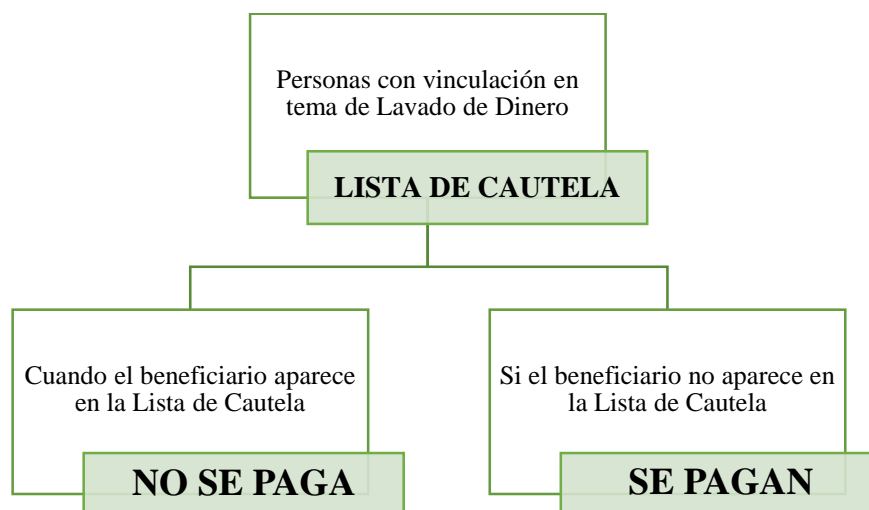 Personas con vinculación en
tema de Lavado de Dinero
LISTA DE CAUTELA
Cuando el beneficiario aparece
en la Lista de Cautela
NO SE PAGA
Si el beneficiario no aparece en
la Lista de Cautela
SE PAGAN